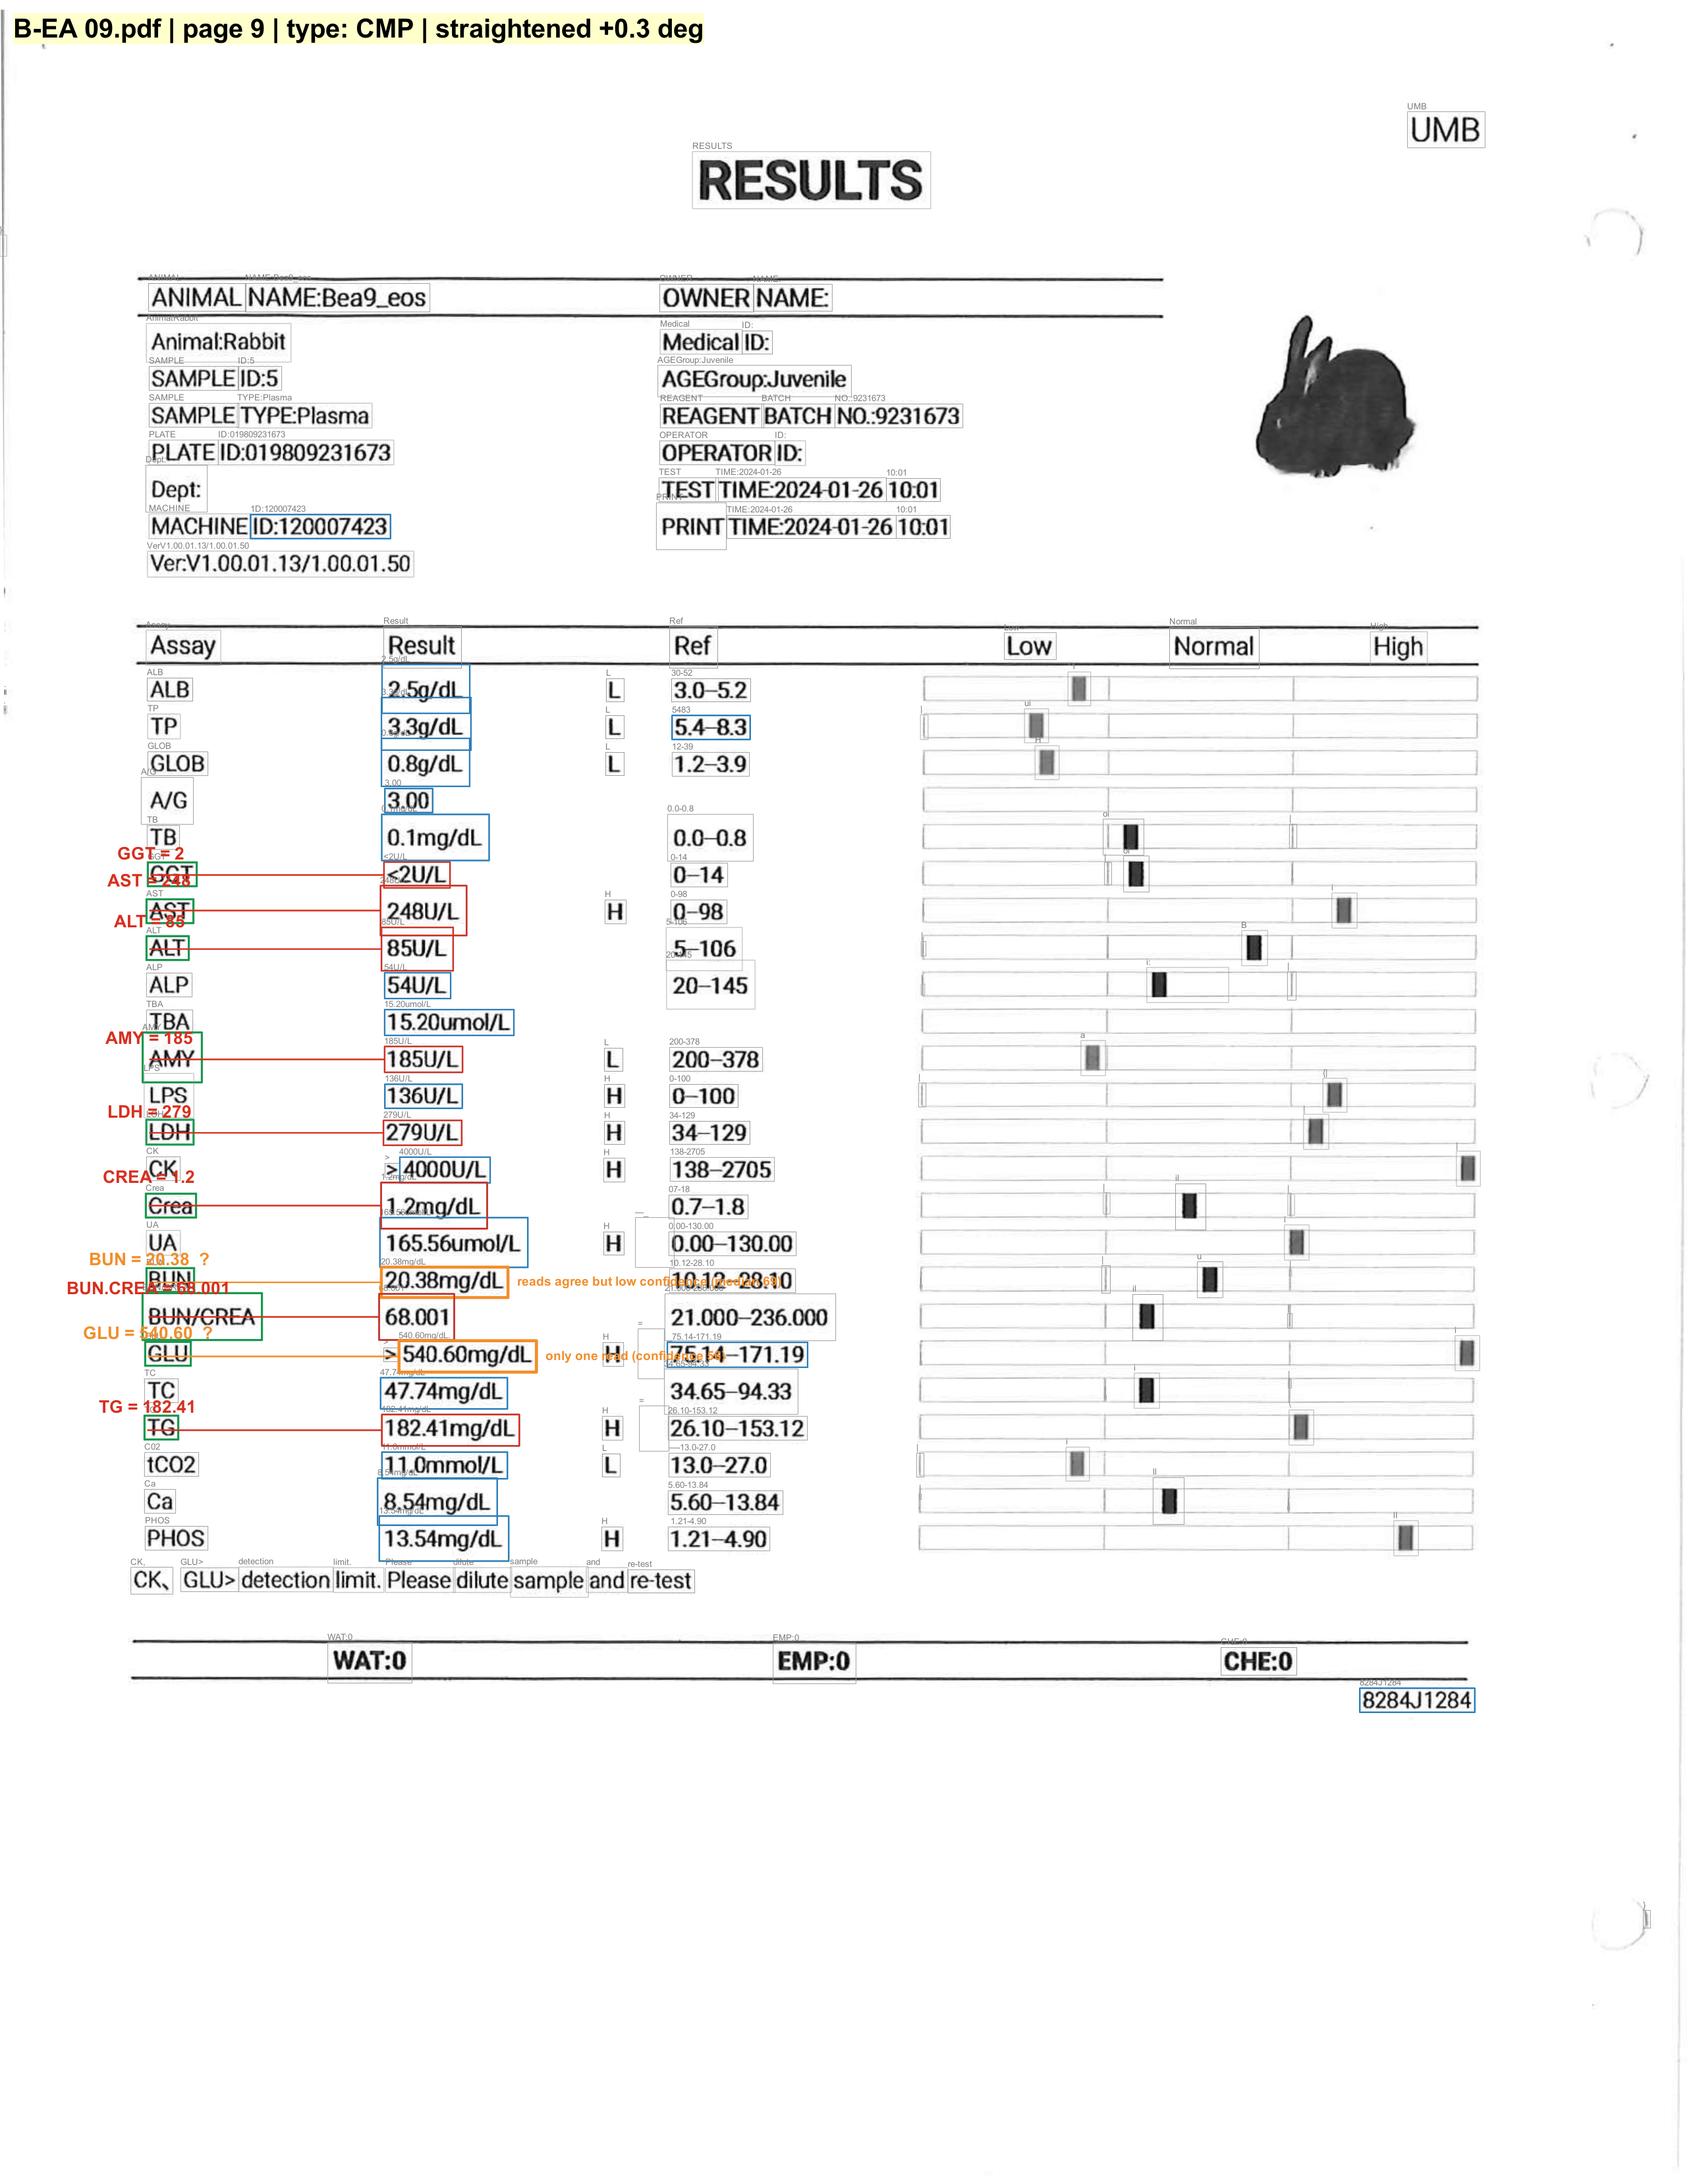 B-EA 09.pdf | page 9 | type: CMP | straightened +0.3 deg
UMB
RESULTS
ANIMAL NAME:Bea9_eos OWNER NAME:
Animal:Rabbit Medical ID:
SAMPLE ID:5 AGEGroup:Juvenile
SAMPLE TYPE:Plasma REAGENT BATCH NO.:9231673
PLATE ID:019809231673 OPERATOR ID:
Dept: TEST TIME:2024-01-26 10:01
MACHINE ID:120007423 PRINT TIME:2024-01-26 10:01
Ver:V1.00.01.13/1.00.01.50
Assay Result Ref Low Normal High
ALB 2.5g/dL L 3.0–5.2
TP 3.3g/dL L 5.4–8.3
GLOB 0.8g/dL L 1.2–3.9
A/G 3.00
TB 0.1mg/dL 0.0–0.8
GGT = 2
GGT <2U/L 0–14
AST = 248
AST 248U/L H 0–98
ALT = 85
ALT 85U/L 5–106
ALP 54U/L 20–145
TBA 15.20umol/L
AMY = 185
AMY 185U/L L 200–378
LPS 136U/L H 0–100
LDH = 279
LDH 279U/L H 34–129
CK > 4000U/L H 138–2705
CREA = 1.2
Crea 1.2mg/dL 0.7–1.8
UA 165.56umol/L H 0.00–130.00
BUN = 20.38 ?
BUN 20.38mg/dL reads agree but low confidence (median 69) 10.12–28.10
BUN.CREA = 68.001
BUN/CREA 68.001 21.000–236.000
GLU = 540.60 ?
GLU > 540.60mg/dL only one read (confidence H 75.14–171.19
TC 47.74mg/dL 34.65–94.33
TG = 182.41
TG 182.41mg/dL H 26.10–153.12
tCO2 11.0mmol/L L 13.0–27.0
Ca 8.54mg/dL 5.60–13.84
PHOS 13.54mg/dL H 1.21–4.90
CK、 GLU> detection limit. Please dilute sample and re-test
WAT:0 EMP:0 CHE:0
8284J1284